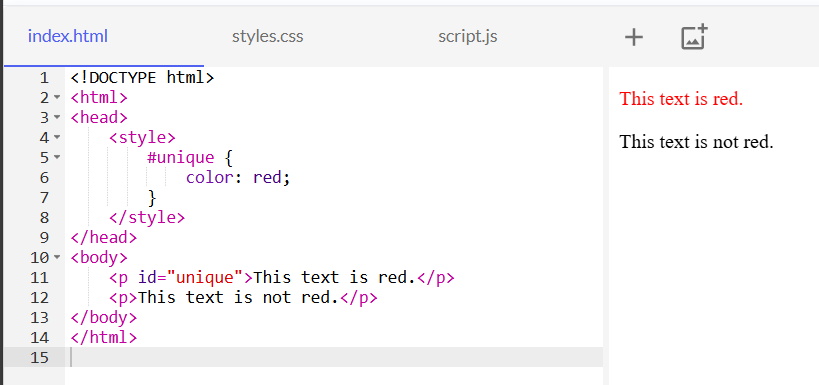 index.html styles.css script.js
1 <!DOCTYPE html>
2 <html>
3 <head>
4     <style>
5         #unique {
6             color: red;
7         }
8     </style>
9 </head>
10 <body>
11     <p id="unique">This text is red.</p>
12     <p>This text is not red.</p>
13 </body>
14 </html>
15
This text is red.
This text is not red.